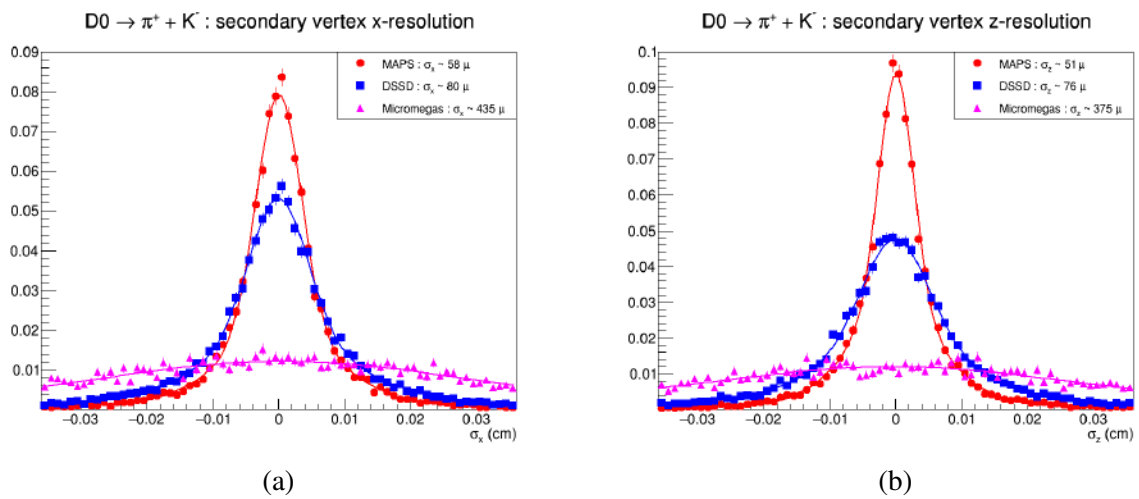 D0 → π⁺ + K⁻ : secondary vertex x-resolution
0.09
0.08
0.07
0.06
0.05
0.04
0.03
0.02
0.01
MAPS : σₓ ~ 58 μ
DSSD : σₓ ~ 80 μ
Micromegas : σₓ ~ 435 μ
-0.03 -0.02 -0.01 0 0.01 0.02 0.03
σₓ (cm)
(a)
D0 → π⁺ + K⁻ : secondary vertex z-resolution
0.1
0.09
0.08
0.07
0.06
0.05
0.04
0.03
0.02
0.01
MAPS : σ_z ~ 51 μ
DSSD : σ_z ~ 76 μ
Micromegas : σ_z ~ 375 μ
-0.03 -0.02 -0.01 0 0.01 0.02 0.03
σ_z (cm)
(b)